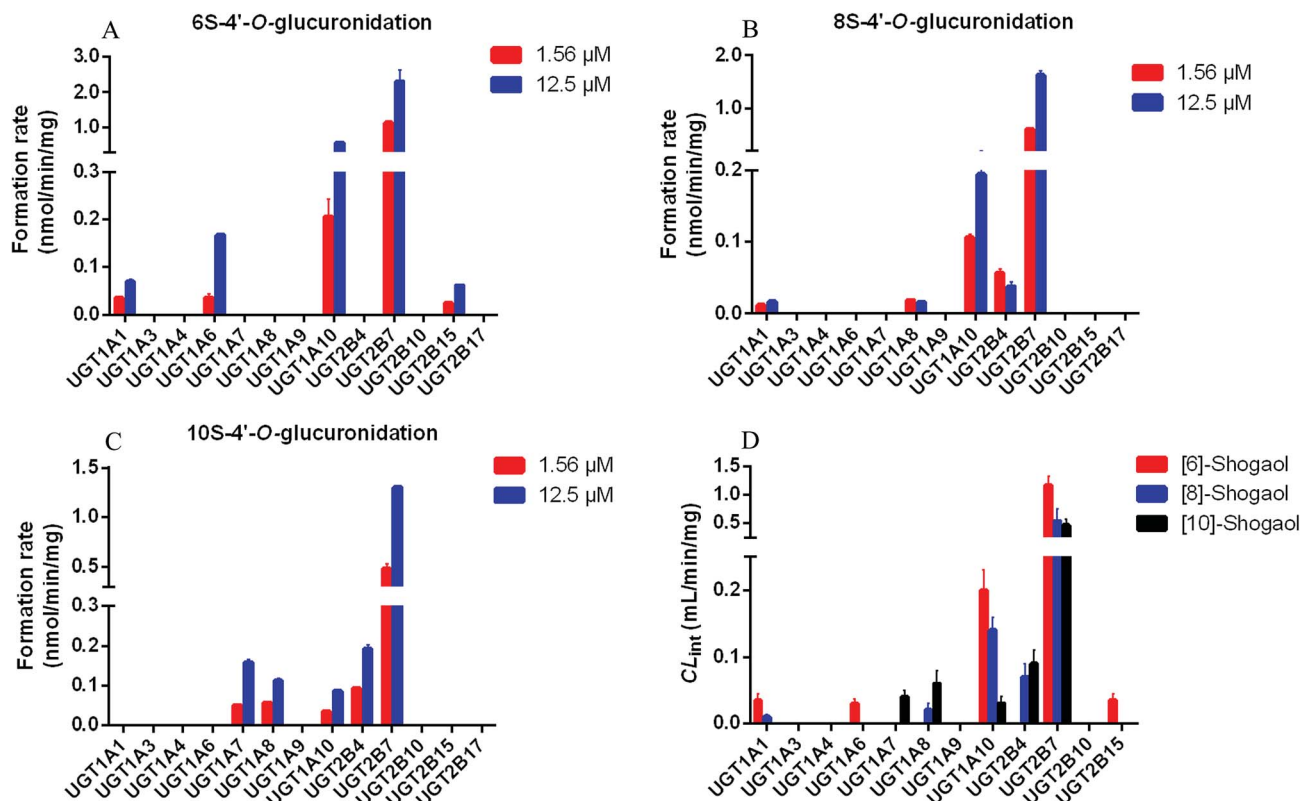 A
6S-4'-O-glucuronidation
1.56 µM
12.5 µM
Formation rate
(nmol/min/mg)
3.0
2.0
1.0
0.3
0.2
0.1
0.0
UGT1A1
UGT1A3
UGT1A4
UGT1A6
UGT1A7
UGT1A8
UGT1A9
UGT1A10
UGT2B4
UGT2B7
UGT2B10
UGT2B15
UGT2B17
B
8S-4'-O-glucuronidation
1.56 µM
12.5 µM
Formation rate
(nmol/min/mg)
2.0
1.0
0.2
0.1
0.0
UGT1A1
UGT1A3
UGT1A4
UGT1A6
UGT1A7
UGT1A8
UGT1A9
UGT1A10
UGT2B4
UGT2B7
UGT2B10
UGT2B15
UGT2B17
C
10S-4'-O-glucuronidation
1.56 µM
12.5 µM
Formation rate
(nmol/min/mg)
1.5
1.0
0.5
0.3
0.2
0.1
0.0
UGT1A1
UGT1A3
UGT1A4
UGT1A6
UGT1A7
UGT1A8
UGT1A9
UGT1A10
UGT2B4
UGT2B7
UGT2B10
UGT2B15
UGT2B17
D
[6]-Shogaol
[8]-Shogaol
[10]-Shogaol
CLint (mL/min/mg)
1.5
1.0
0.5
0.2
0.1
0.0
UGT1A1
UGT1A3
UGT1A4
UGT1A6
UGT1A7
UGT1A8
UGT1A9
UGT1A10
UGT2B4
UGT2B7
UGT2B10
UGT2B15